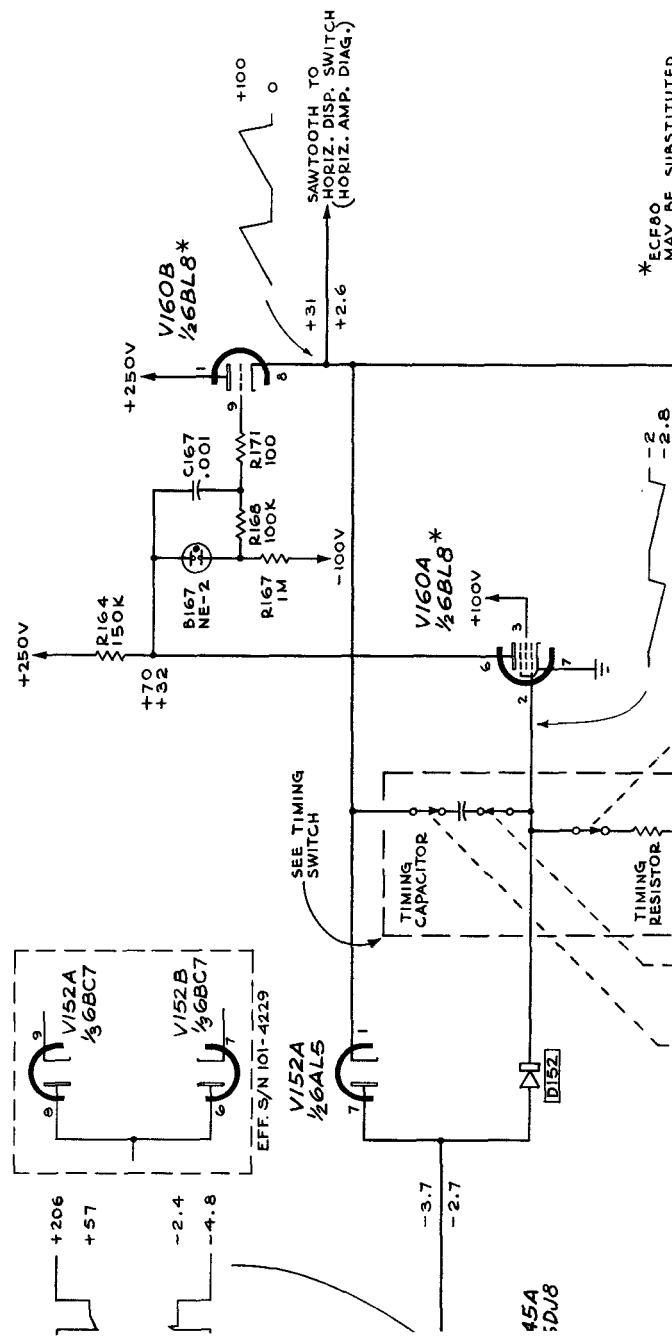 +250V
+100
0
SAWTOOTH TO
HORIZ. DISP. SWITCH
(HORIZ. AMP. DIAG.)
V160B
½6BL8*
+250V
1
9
8
C167
.001
R171
100
R168
100K
B167
NE-2
R167
1M
-100V
R164
150K
+70
+32
+31
+2.6
*ECF80
MAY BE SUBSTITUTED
V160A
½6BL8*
+100V
6
3
2
7
-2
-2.8
SEE TIMING
SWITCH
TIMING
CAPACITOR
TIMING
RESISTOR
V152A
⅓6BC7
9
8
V152B
⅓6BC7
7
6
EFF. S/N 101-4229
V152A
½6AL5
1
7
D152
+206
+57
-2.4
-4.8
-3.7
-2.7
45A
DJ8